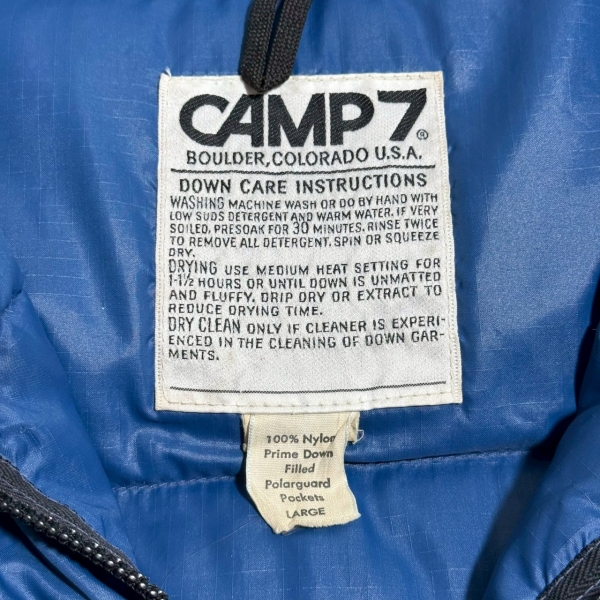 CAMP 7®
BOULDER, COLORADO U.S.A.
DOWN CARE INSTRUCTIONS
WASHING MACHINE WASH OR DO BY HAND WITH
LOW SUDS DETERGENT AND WARM WATER. IF VERY
SOILED, PRESOAK FOR 30 MINUTES. RINSE TWICE
TO REMOVE ALL DETERGENT. SPIN OR SQUEEZE
DRY.
DRYING USE MEDIUM HEAT SETTING FOR
1-1½ HOURS OR UNTIL DOWN IS UNMATTED
AND FLUFFY. DRIP DRY OR EXTRACT TO
REDUCE DRYING TIME.
DRY CLEAN ONLY IF CLEANER IS EXPERI-
ENCED IN THE CLEANING OF DOWN GAR-
MENTS.
100% Nylon
Prime Down
Filled
Polarguard
Pockets
LARGE